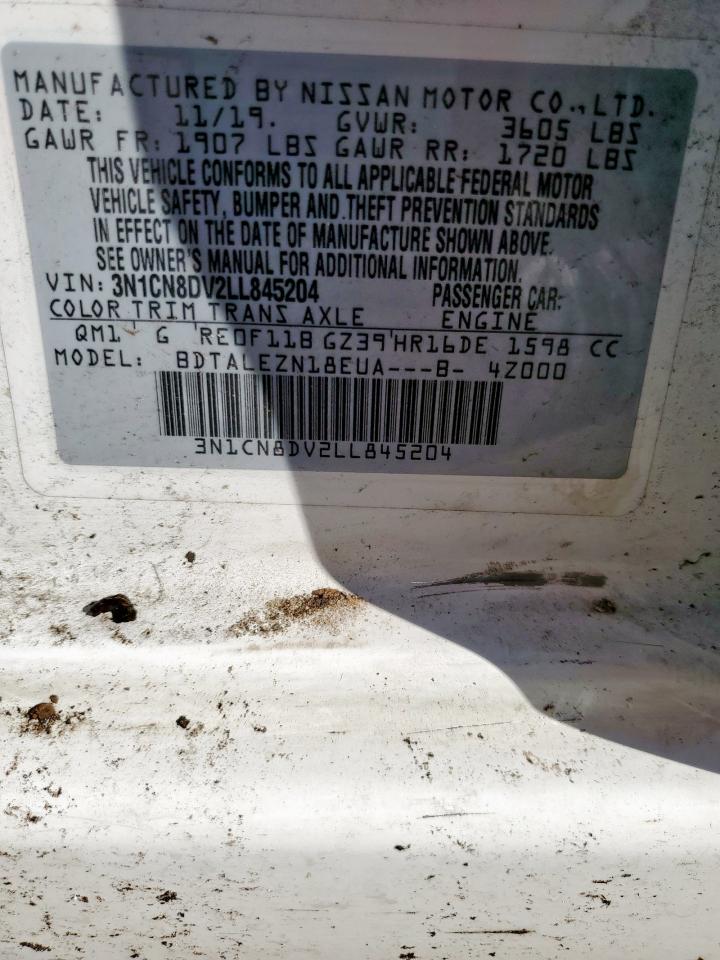 MANUFACTURED BY NISSAN MOTOR CO., LTD.
DATE: 11/19. GVWR: 3605 LBS
GAWR FR: 1907 LBS GAWR RR: 1720 LBS
THIS VEHICLE CONFORMS TO ALL APPLICABLE FEDERAL MOTOR
VEHICLE SAFETY, BUMPER AND THEFT PREVENTION STANDARDS
IN EFFECT ON THE DATE OF MANUFACTURE SHOWN ABOVE.
SEE OWNER'S MANUAL FOR ADDITIONAL INFORMATION.
VIN: 3N1CN8DV2LL845204 PASSENGER CAR:
COLOR TRIM TRANS AXLE ENGINE
QM1 G RE0F11B GZ39 HR16DE 1598 CC
MODEL: BDTALEZN18EUA---B- 4Z000
3N1CN8DV2LL845204